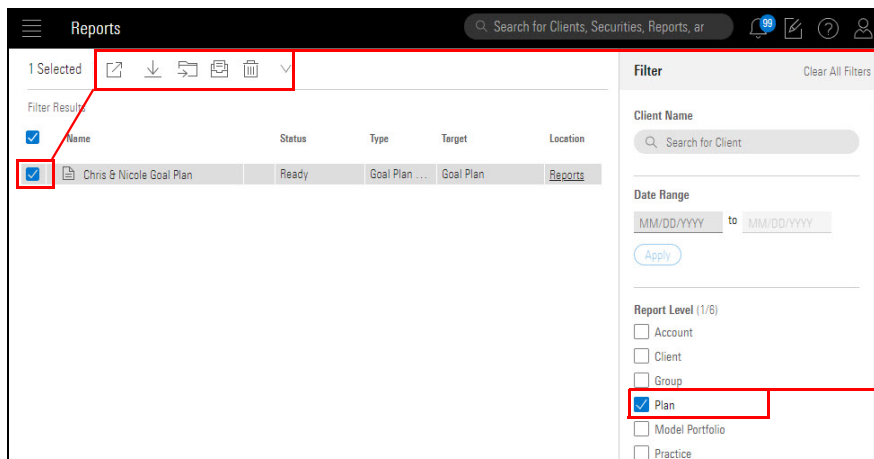 Reports
Search for Clients, Securities, Reports, ar
99
1 Selected
Filter
Clear All Filters
Filter Results
Name Status Type Target Location
Chris & Nicole Goal Plan Ready Goal Plan ... Goal Plan Reports
Client Name
Search for Client
Date Range
MM/DD/YYYY to MM/DD/YYYY
Apply
Report Level (1/6)
Account
Client
Group
Plan
Model Portfolio
Practice